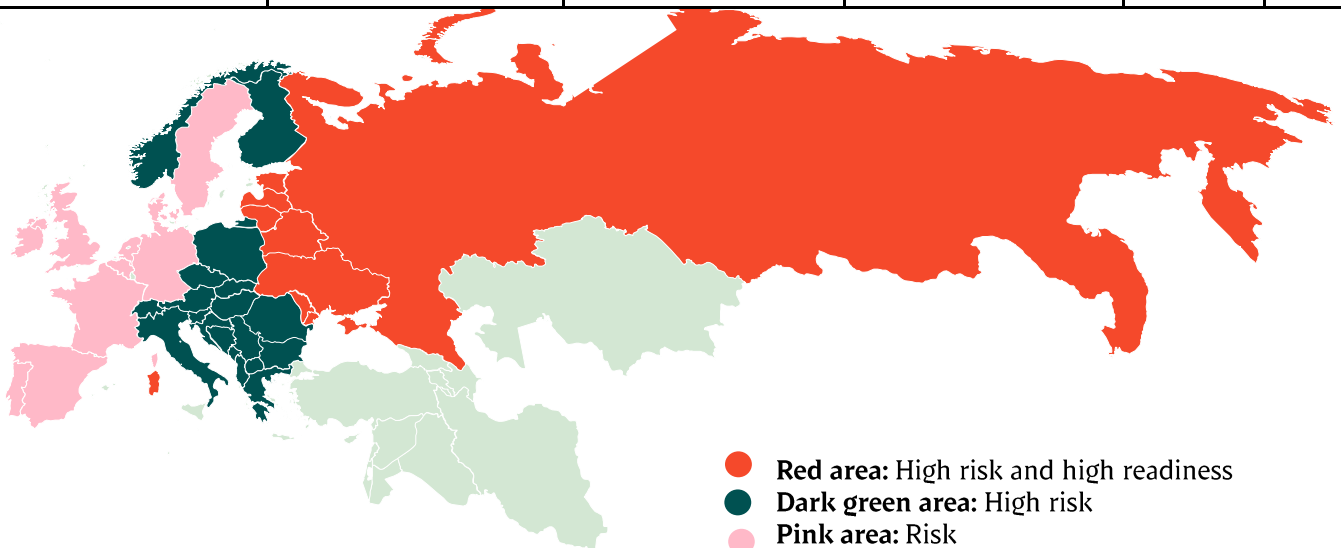 Red area: High risk and high readiness
Dark green area: High risk
Pink area: Risk